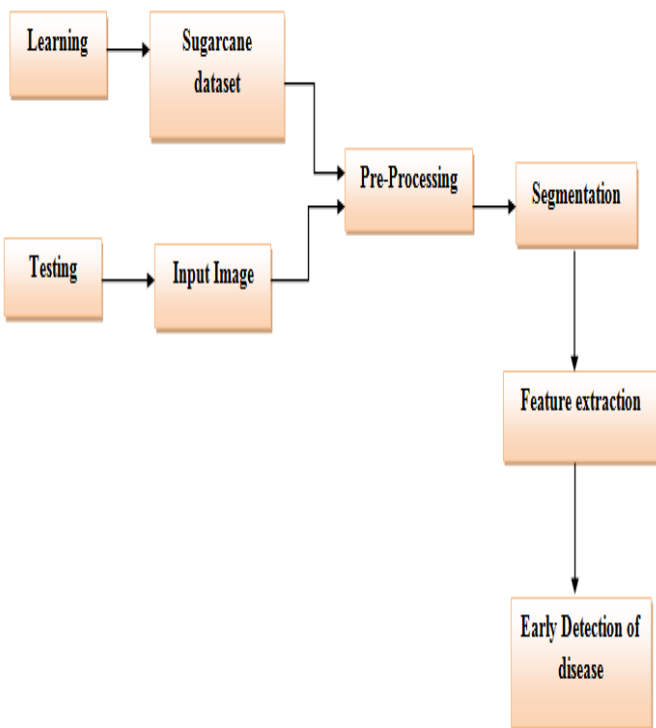 Learning
Sugarcane
dataset
Pre-Processing
Segmentation
Testing
Input Image
Feature extraction
Early Detection of
disease